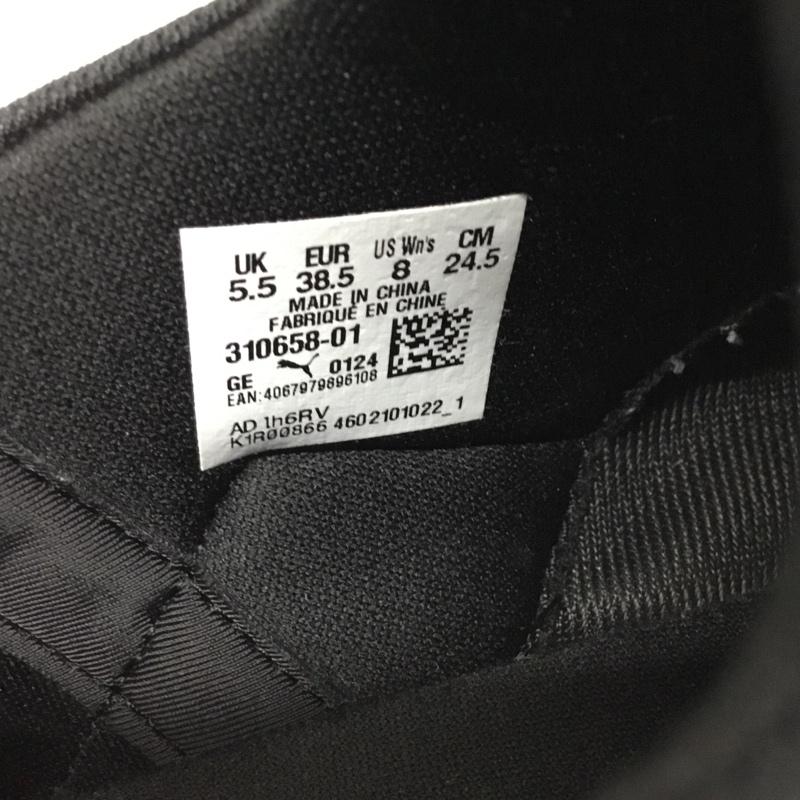 UK EUR US Wn's CM
5.5 38.5 8 24.5
MADE IN CHINA
FABRIQUÉ EN CHINE
310658-01
GE 0124
EAN:4067979896108
AD 1h6RV
K1R00866 4602101022_1